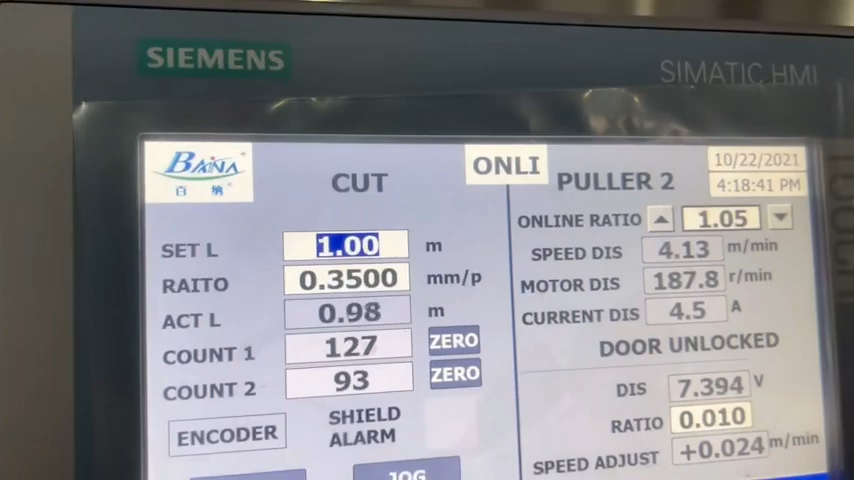 SIEMENS
SIMATIC HMI
BAINA
百纳
CUT
ONLI
PULLER 2
10/22/2021
4:18:41 PM
SET L 1.00 m
RAITO 0.3500 mm/p
ACT L 0.98 m
COUNT 1 127 ZERO
COUNT 2 93 ZERO
ENCODER
SHIELD
ALARM
JOG
ONLINE RATIO 1.05
SPEED DIS 4.13 m/min
MOTOR DIS 187.8 r/min
CURRENT DIS 4.5 A
DOOR UNLOCKED
DIS 7.394 V
RATIO 0.010
SPEED ADJUST +0.024 m/min